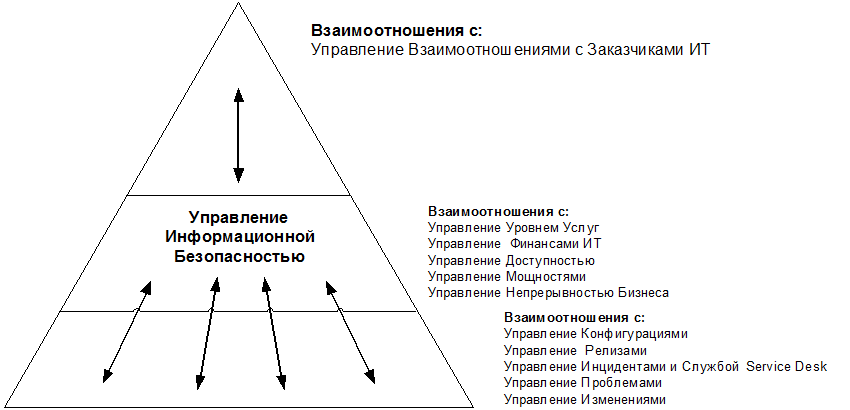 Взаимоотношения с:
Управление Взаимоотношениями с Заказчиками ИТ
Управление
Информационной
Безопасностью
Взаимоотношения с:
Управление Уровнем Услуг
Управление Финансами ИТ
Управление Доступностью
Управление Мощностями
Управление Непрерывностью Бизнеса
Взаимоотношения с:
Управление Конфигурациями
Управление Релизами
Управление Инцидентами и Службой Service Desk
Управление Проблемами
Управление Изменениями